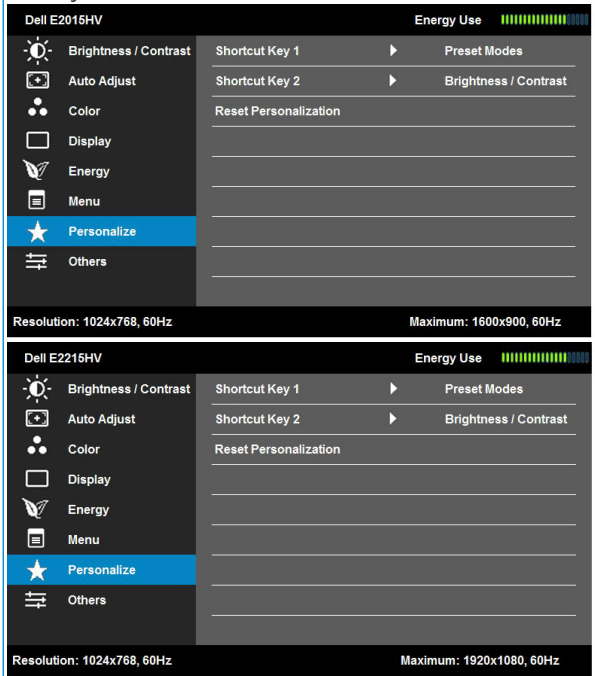 Dell E2015HV Energy Use
Brightness / Contrast Shortcut Key 1 Preset Modes
Auto Adjust Shortcut Key 2 Brightness / Contrast
Color Reset Personalization
Display
Energy
Menu
Personalize
Others
Resolution: 1024x768, 60Hz Maximum: 1600x900, 60Hz
Dell E2215HV Energy Use
Brightness / Contrast Shortcut Key 1 Preset Modes
Auto Adjust Shortcut Key 2 Brightness / Contrast
Color Reset Personalization
Display
Energy
Menu
Personalize
Others
Resolution: 1024x768, 60Hz Maximum: 1920x1080, 60Hz